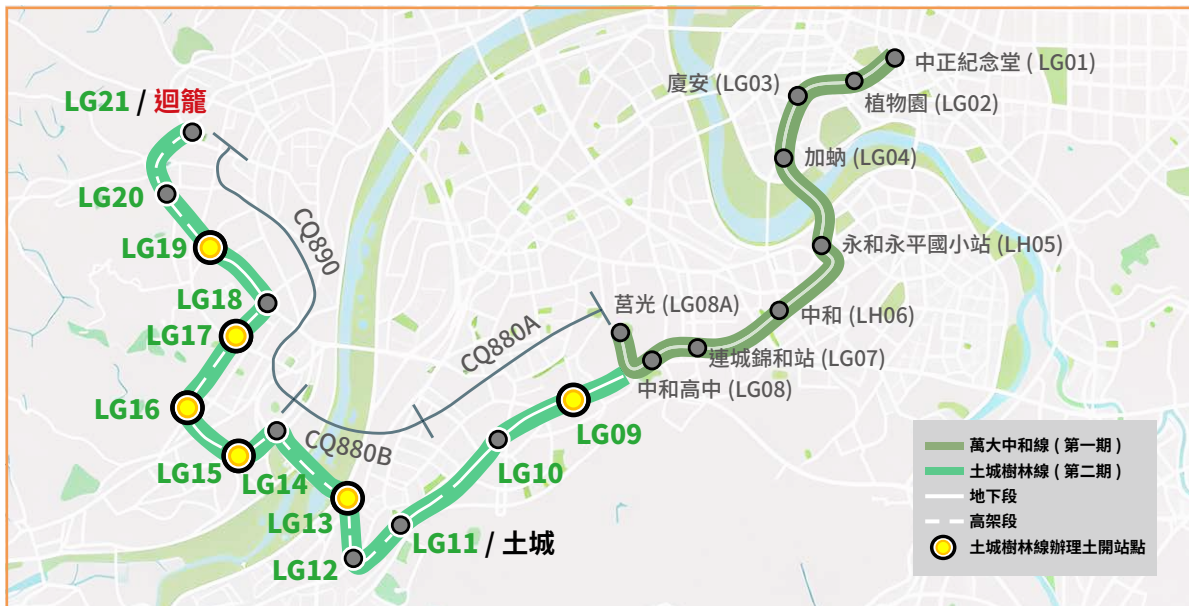 中正紀念堂 ( LG01)
植物園 (LG02)
廈安 (LG03)
加蚋 (LG04)
永和永平國小站 (LH05)
中和 (LH06)
連城錦和站 (LG07)
中和高中 (LG08)
莒光 (LG08A)
LG21 / 迴籠
LG20
LG19
LG18
LG17
LG16
LG15
LG14
LG13
LG12
LG11 / 土城
LG10
LG09
CQ890
CQ880A
CQ880B
萬大中和線 ( 第一期 )
土城樹林線 ( 第二期 )
地下段
高架段
土城樹林線辦理土開站點